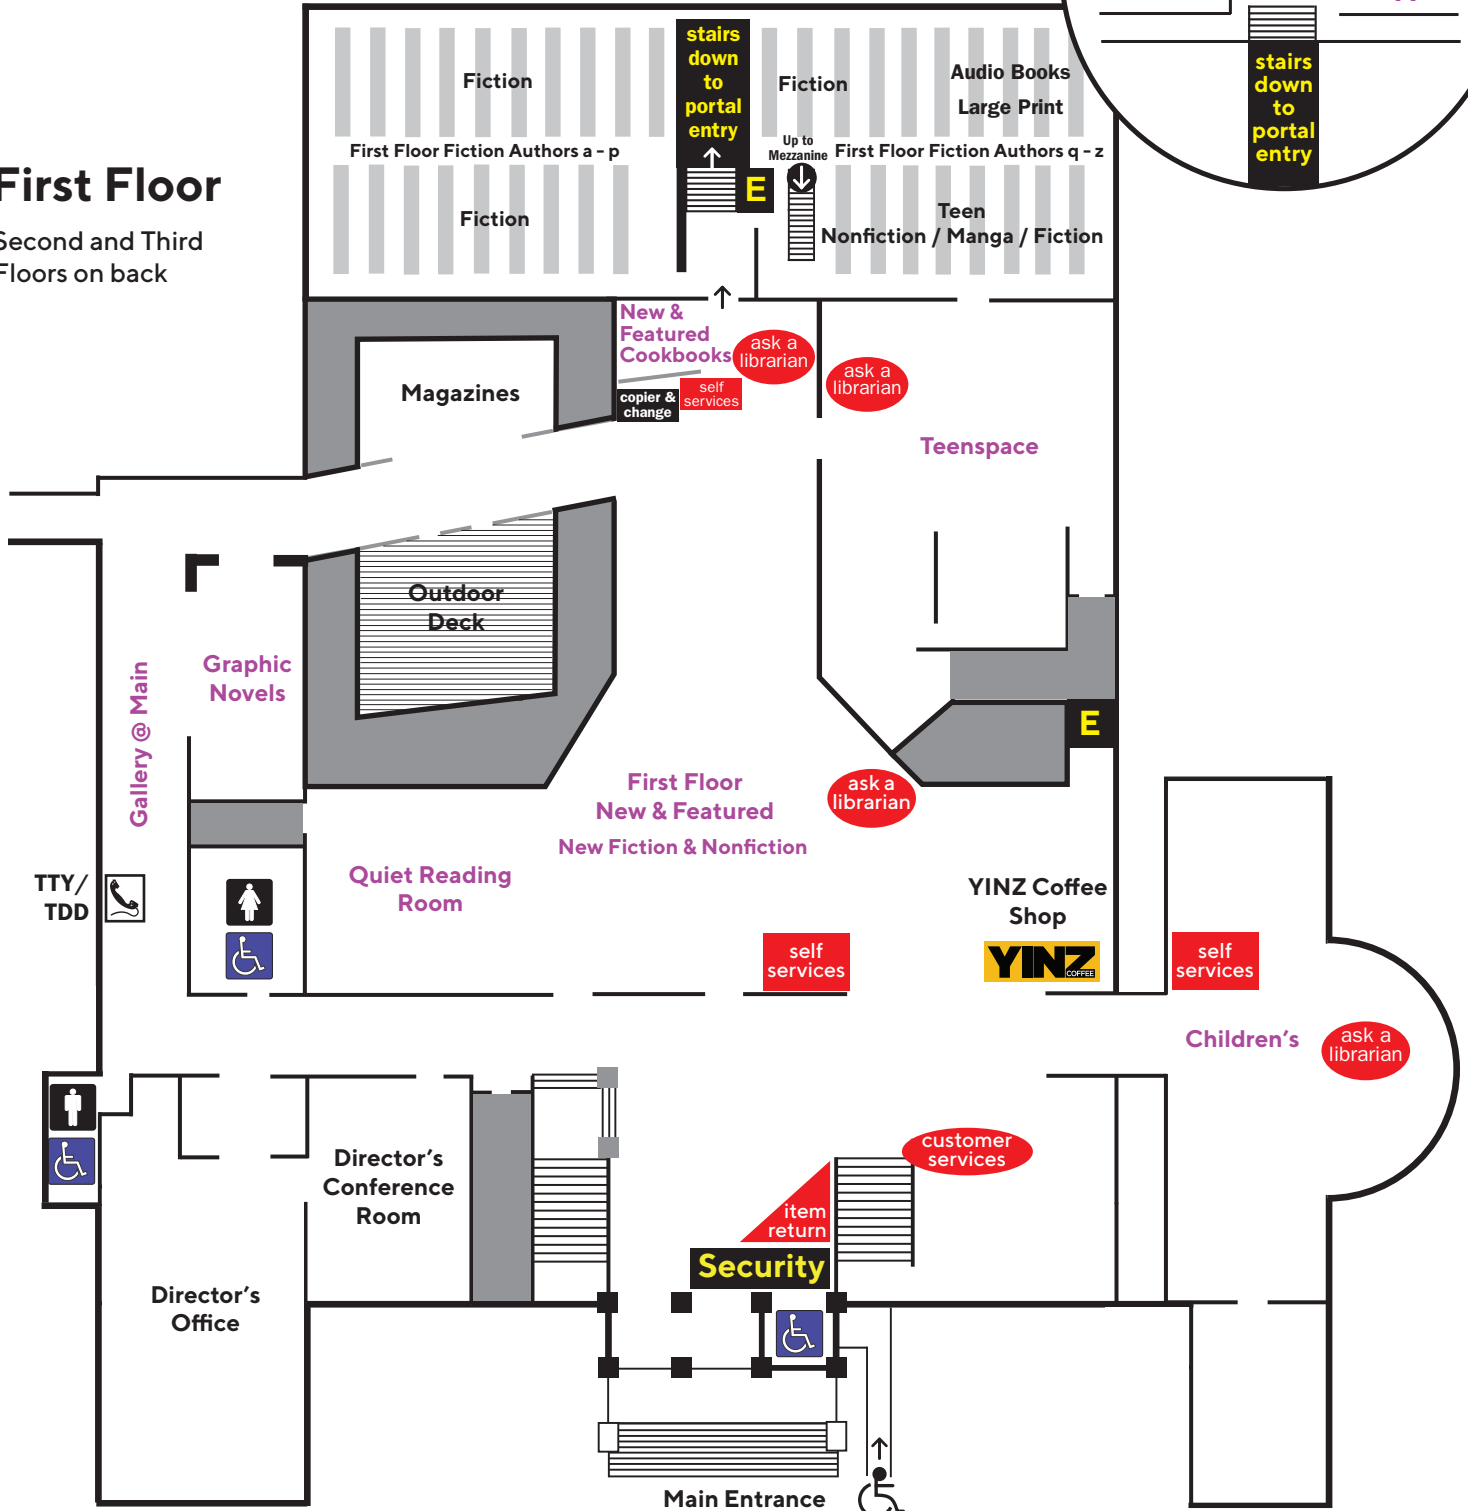 First Floor
Second and Third
Floors on back
stairs
down
to
portal
entry
Fiction
Fiction
Audio Books
Large Print
First Floor Fiction Authors a - p
Up to
Mezzanine
First Floor Fiction Authors q - z
E
Fiction
Teen
Nonfiction / Manga / Fiction
stairs
down
to
portal
entry
New &
Featured
Cookbooks
ask a
librarian
ask a
librarian
copier &
change
self
services
Magazines
Teenspace
Outdoor
Deck
Graphic
Novels
Gallery @ Main
E
First Floor
New & Featured
New Fiction & Nonfiction
ask a
librarian
Quiet Reading
Room
TTY/
TDD
YINZ Coffee
Shop
YINZ
COFFEE
self
services
self
services
Children's
ask a
librarian
customer
services
Director's
Conference
Room
item
return
Security
Director's
Office
Main Entrance